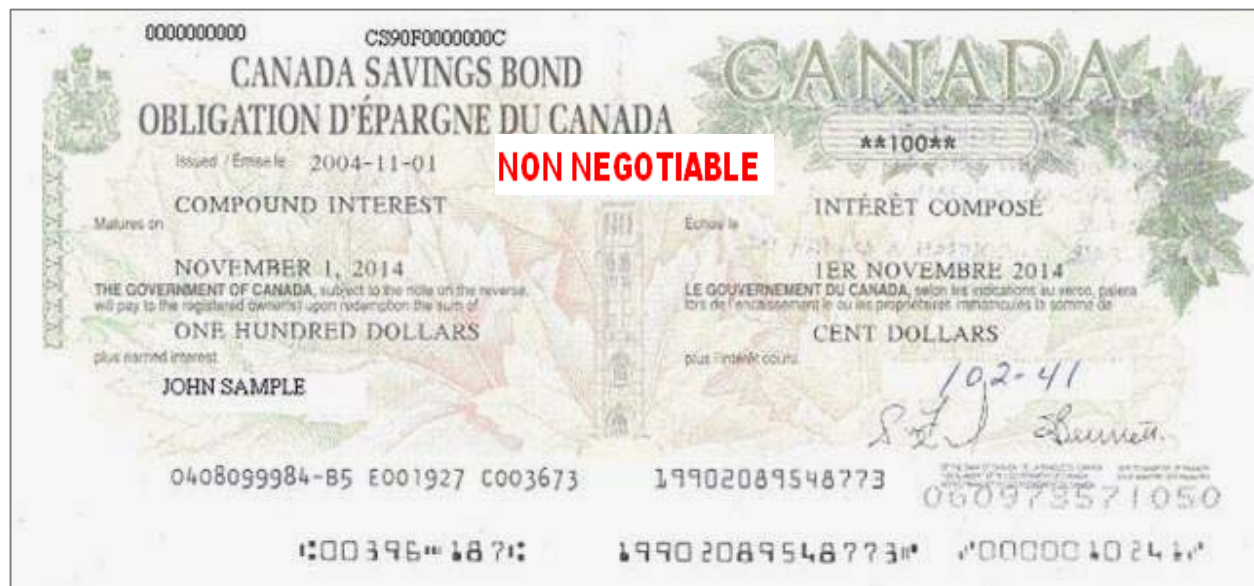 0000000000 CS90F0000000C
CANADA SAVINGS BOND
OBLIGATION D'ÉPARGNE DU CANADA
CANADA
**100**
Issued / Émise le 2004-11-01
NON NEGOTIABLE
COMPOUND INTEREST
Matures on
NOVEMBER 1, 2014
THE GOVERNMENT OF CANADA, subject to the note on the reverse,
will pay to the registered owner(s) upon redemption the sum of
ONE HUNDRED DOLLARS
plus earned interest.
JOHN SAMPLE
INTÉRÊT COMPOSÉ
Échoie le
1ER NOVEMBRE 2014
LE GOUVERNEMENT DU CANADA, selon les indications au verso, paiera
lors de l'encaissement le ou les propriétaires immatriculés la somme de
CENT DOLLARS
plus l'intérêt couru.
102-41
Bennett
0408099984-B5 E001927 C003673 19902089548773
060973571050
⑆00396⑉187⑆ 19902089548773⑈ ⑇0000010241⑇